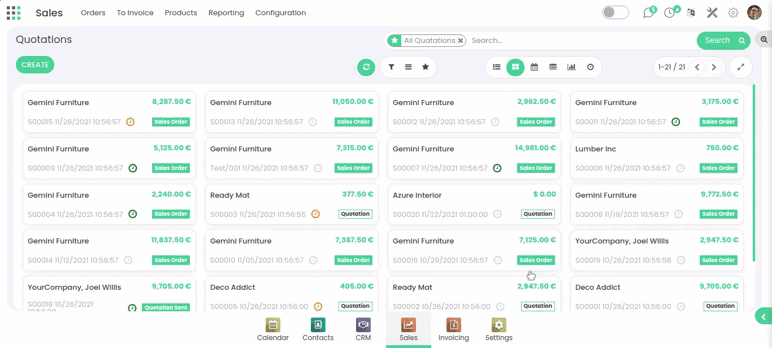 Sales Orders To Invoice Products Reporting Configuration
Quotations
All Quotations Search...
Search
CREATE
1-21 / 21
Gemini Furniture 8,287.50 €
S00015 11/26/2021 10:56:57 Sales Order
Gemini Furniture 11,050.00 €
S00013 11/26/2021 10:56:57 Sales Order
Gemini Furniture 2,962.50 €
S00012 11/26/2021 10:56:57 Sales Order
Gemini Furniture 3,175.00 €
S00011 11/26/2021 10:56:57 Sales Order
Gemini Furniture 5,125.00 €
S00009 11/26/2021 10:56:57 Sales Order
Gemini Furniture 7,315.00 €
Test/001 11/26/2021 10:56:57 Sales Order
Gemini Furniture 14,981.00 €
S00007 11/26/2021 10:56:57 Sales Order
Lumber Inc 750.00 €
S00006 11/26/2021 10:56:57 Sales Order
Gemini Furniture 2,240.00 €
S00004 11/26/2021 10:56:57 Sales Order
Ready Mat 377.50 €
S00003 11/26/2021 10:56:55 Quotation
Azure Interior $ 0.00
S00020 11/22/2021 01:00:00 Quotation
Gemini Furniture 9,772.50 €
S00008 11/19/2021 10:56:57 Sales Order
Gemini Furniture 11,837.50 €
S00014 11/12/2021 10:56:57 Sales Order
Gemini Furniture 7,387.50 €
S00010 11/05/2021 10:56:57 Sales Order
Gemini Furniture 7,125.00 €
S00016 10/29/2021 10:56:57 Sales Order
YourCompany, Joel Willis 2,947.50 €
S00019 10/26/2021 10:56:58 Sales Order
YourCompany, Joel Willis 9,705.00 €
S00018 10/26/2021 Quotation Sent
Deco Addict 405.00 €
S00005 10/26/2021 10:56:00 Quotation
Ready Mat 2,947.50 €
S00002 10/26/2021 10:56:00 Quotation
Deco Addict 9,705.00 €
S00001 10/26/2021 10:56:00 Quotation
Calendar Contacts CRM Sales Invoicing Settings